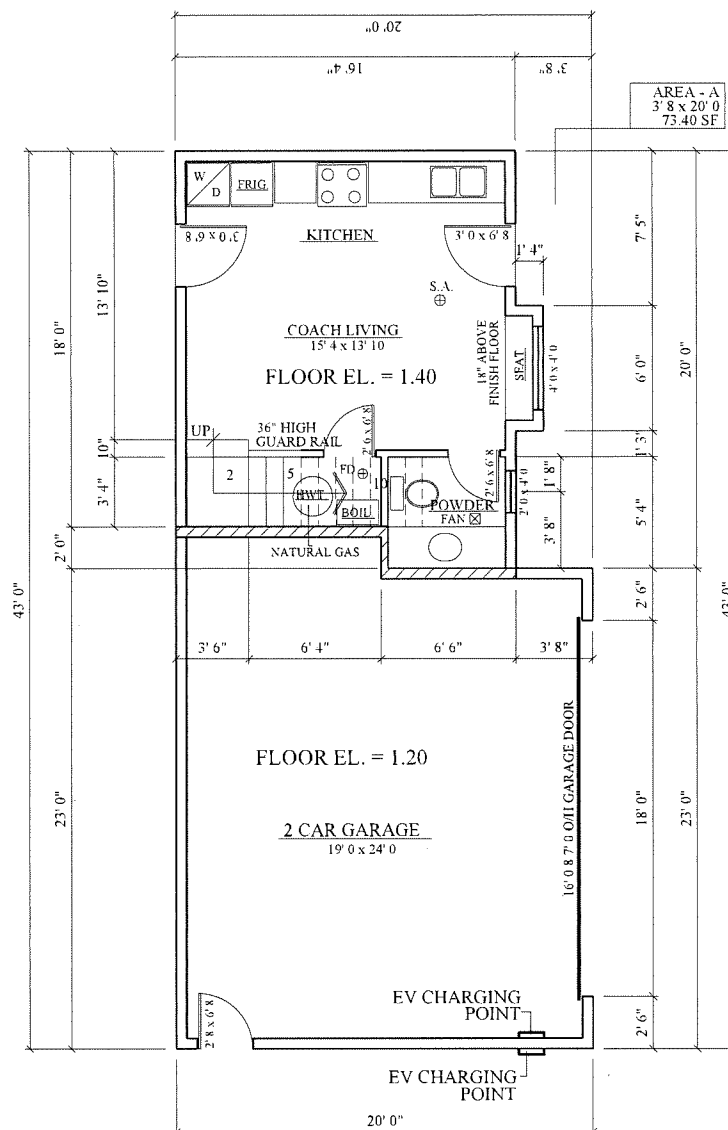 20' 0"
16' 4"
3' 8"
AREA - A
3' 8 x 20' 0
73.40 SF
W
D
FRIG
KITCHEN
3' 0 x 6' 8
3' 0 x 6' 8
S.A.
1' 4"
7' 5"
13' 10"
18' 0"
COACH LIVING
15' 4 x 13' 10
FLOOR EL. = 1.40
18" ABOVE
FINISH FLOOR
SEAT
4' 0 x 4' 0
6' 0"
20' 0"
UP
36" HIGH
GUARD RAIL
2' 6 x 6' 8
10"
1' 3"
2
5
FD
10
HWT
BOIL
2' 6 x 6' 8
POWDER
FAN
2' 0 x 4' 0
1' 8"
3' 8"
5' 4"
3' 4"
NATURAL GAS
2' 0"
43' 0"
43' 0"
2' 6"
3' 6"
6' 4"
6' 6"
3' 8"
FLOOR EL. = 1.20
2 CAR GARAGE
19' 0 x 24' 0
16' 0 8' 7' 0 O/H GARAGE DOOR
18' 0"
23' 0"
23' 0"
2' 8 x 6' 8
EV CHARGING
POINT
2' 6"
EV CHARGING
POINT
20' 0"